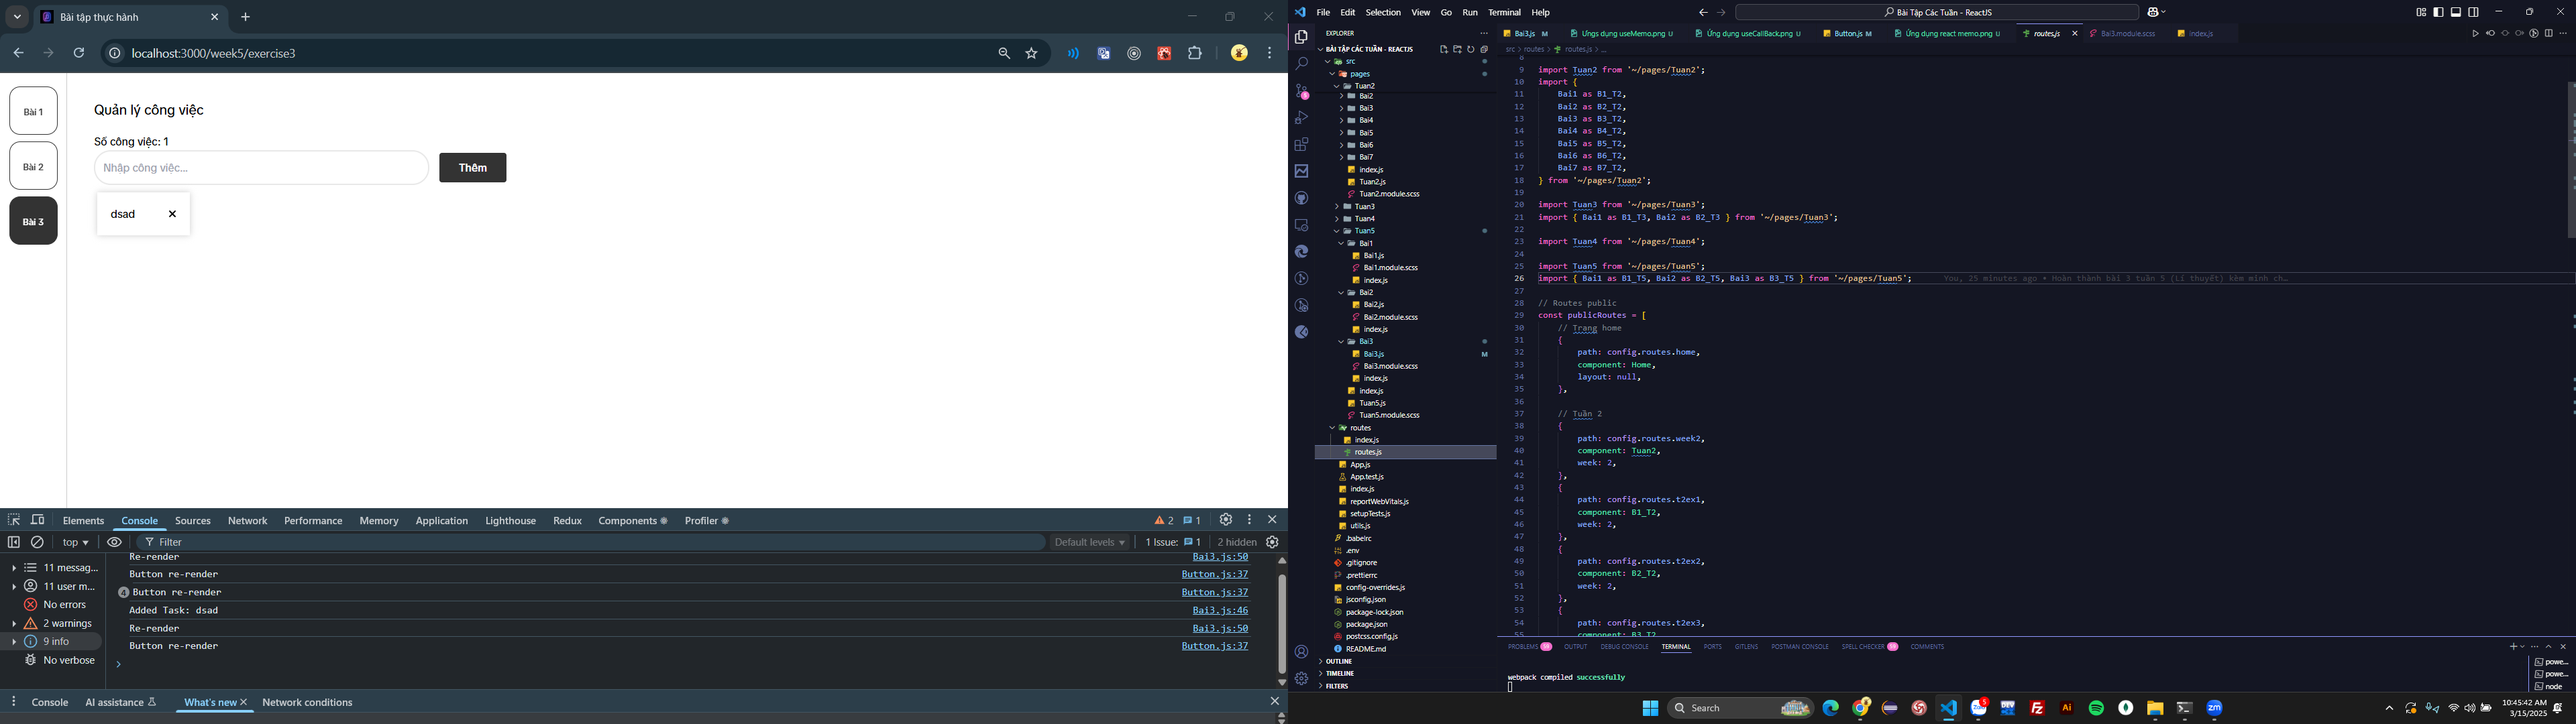 Bài tập thực hành
localhost:3000/week5/exercise3
Bài 1
Bài 2
Bài 3
Quản lý công việc
Số công việc: 1
Nhập công việc...
Thêm
dsad
Elements Console Sources Network Performance Memory Application Lighthouse Redux Components Profiler 2 1
top Filter Default levels 1 Issue: 1 2 hidden
11 messag...
11 user m...
No errors
2 warnings
9 info
No verbose
Re-render Bai3.js:50
Button re-render Button.js:37
4 Button re-render Button.js:37
Added Task: dsad Bai3.js:46
Re-render Bai3.js:50
Button re-render Button.js:37
Console AI assistance What's new Network conditions
File Edit Selection View Go Run Terminal Help
Bài Tập Các Tuần - ReactJS
EXPLORER
BÀI TẬP CÁC TUẦN - REACTJS
src
pages
Tuan2
Bai2
Bai3
Bai4
Bai5
Bai6
Bai7
index.js
Tuan2.js
Tuan2.module.scss
Tuan3
Tuan4
Tuan5
Bai1
Bai1.js
Bai1.module.scss
index.js
Bai2
Bai2.js
Bai2.module.scss
index.js
Bai3
Bai3.js M
Bai3.module.scss
index.js
index.js
Tuan5.js
Tuan5.module.scss
routes
index.js
routes.js
App.js
App.test.js
index.js
reportWebVitals.js
setupTests.js
utils.js
.babelrc
.env
.gitignore
.prettierrc
config-overrides.js
jsconfig.json
package-lock.json
package.json
postcss.config.js
README.md
OUTLINE
TIMELINE
FILTERS
Bai3.js M Ưngs dụng useMemo.png U Ứng dụng useCallBack.png U Button.js M Ứng dụng react memo.png U routes.js Bai3.module.scss index.js
src > routes > routes.js > ...
8
9 import Tuan2 from '~/pages/Tuan2';
10 import {
11 Bai1 as B1_T2,
12 Bai2 as B2_T2,
13 Bai3 as B3_T2,
14 Bai4 as B4_T2,
15 Bai5 as B5_T2,
16 Bai6 as B6_T2,
17 Bai7 as B7_T2,
18 } from '~/pages/Tuan2';
19
20 import Tuan3 from '~/pages/Tuan3';
21 import { Bai1 as B1_T3, Bai2 as B2_T3 } from '~/pages/Tuan3';
22
23 import Tuan4 from '~/pages/Tuan4';
24
25 import Tuan5 from '~/pages/Tuan5';
26 import { Bai1 as B1_T5, Bai2 as B2_T5, Bai3 as B3_T5 } from '~/pages/Tuan5'; You, 25 minutes ago • Hoàn thành bài 3 tuần 5 (Lí thuyết) kèm minh ch…
27
28 // Routes public
29 const publicRoutes = [
30 // Trang home
31 {
32 path: config.routes.home,
33 component: Home,
34 layout: null,
35 },
36
37 // Tuần 2
38 {
39 path: config.routes.week2,
40 component: Tuan2,
41 week: 2,
42 },
43 {
44 path: config.routes.t2ex1,
45 component: B1_T2,
46 week: 2,
47 },
48 {
49 path: config.routes.t2ex2,
50 component: B2_T2,
51 week: 2,
52 },
53 {
54 path: config.routes.t2ex3,
55 component: B3_T2
PROBLEMS OUTPUT DEBUG CONSOLE TERMINAL PORTS GITLENS POSTMAN CONSOLE SPELL CHECKER COMMENTS
webpack compiled successfully
powe...
powe...
node
Search
10:45:42 AM
3/15/2025